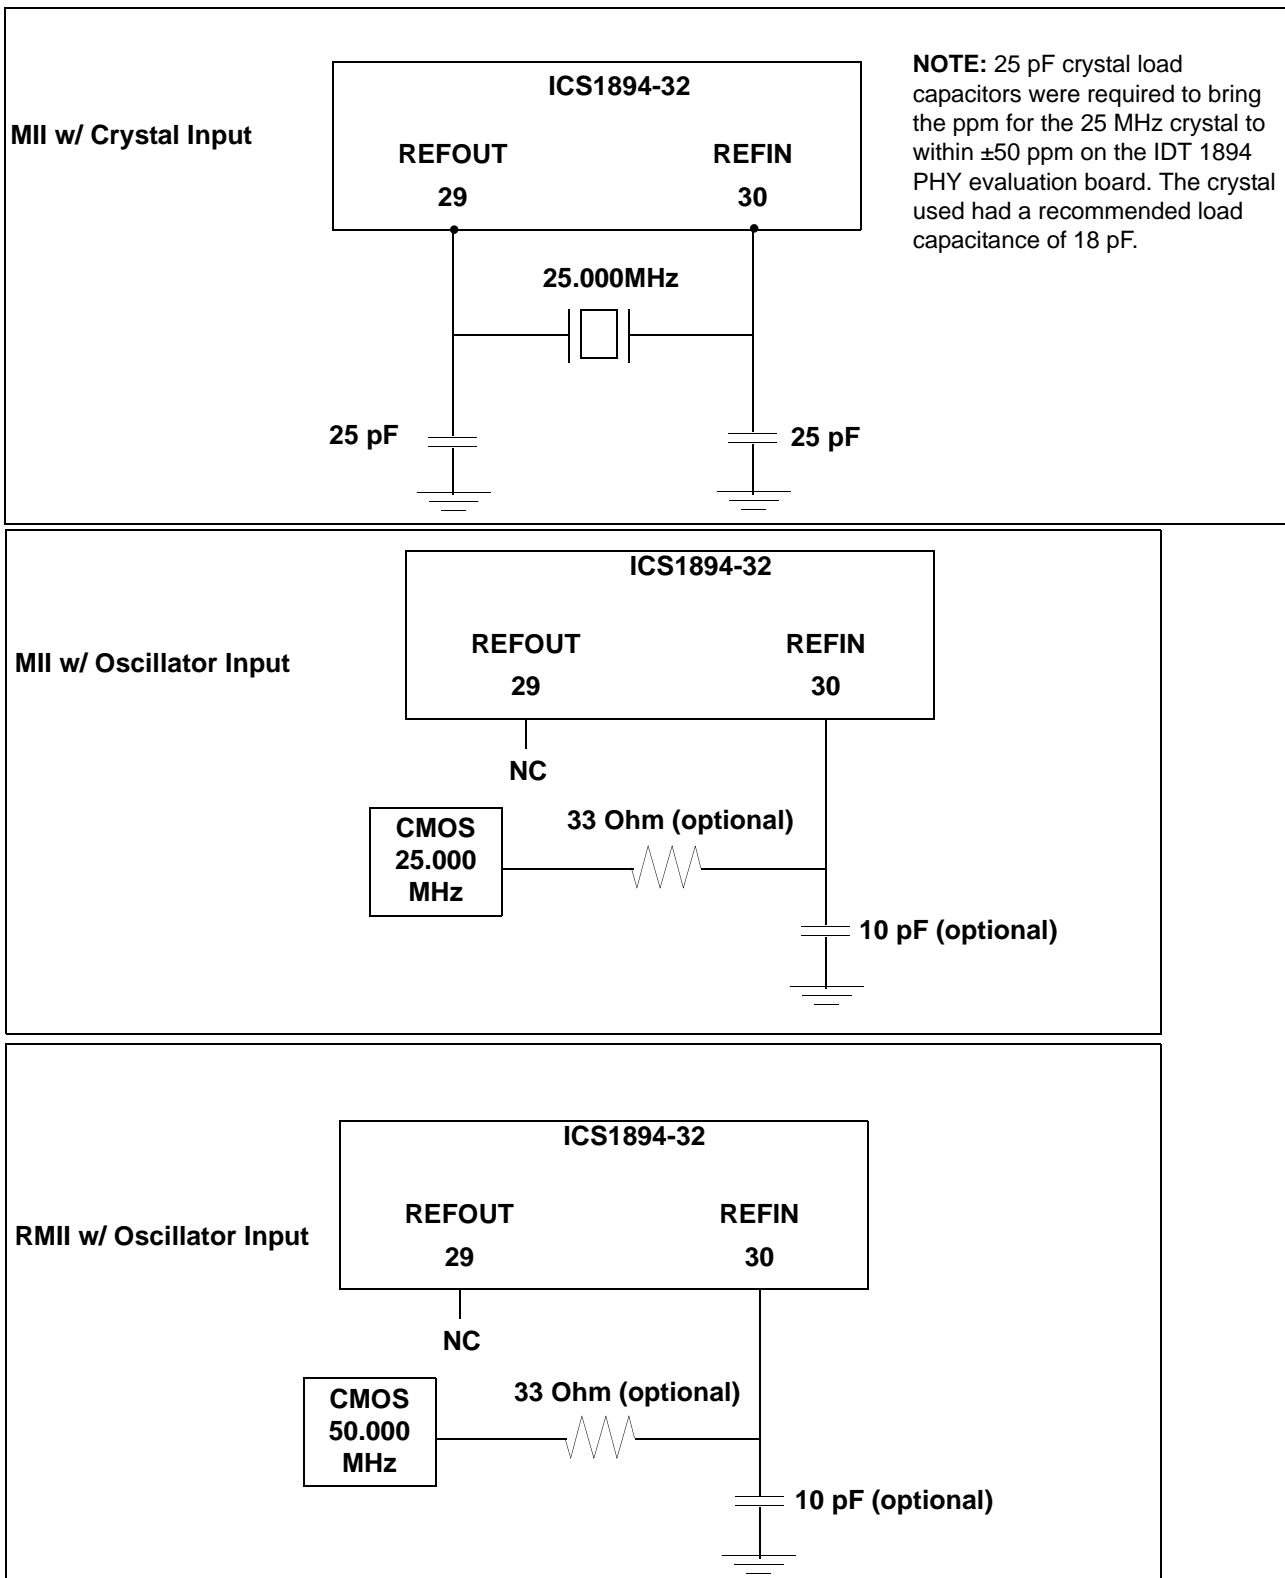 ICS1894-32
NOTE: 25 pF crystal load
capacitors were required to bring
the ppm for the 25 MHz crystal to
within ±50 ppm on the IDT 1894
PHY evaluation board. The crystal
used had a recommended load
capacitance of 18 pF.
MII w/ Crystal Input
REFOUT REFIN
29 30
25.000MHz
25 pF 25 pF
ICS1894-32
MII w/ Oscillator Input
REFOUT REFIN
29 30
NC
CMOS
25.000
MHz
33 Ohm (optional)
10 pF (optional)
ICS1894-32
RMII w/ Oscillator Input
REFOUT REFIN
29 30
NC
CMOS
50.000
MHz
33 Ohm (optional)
10 pF (optional)